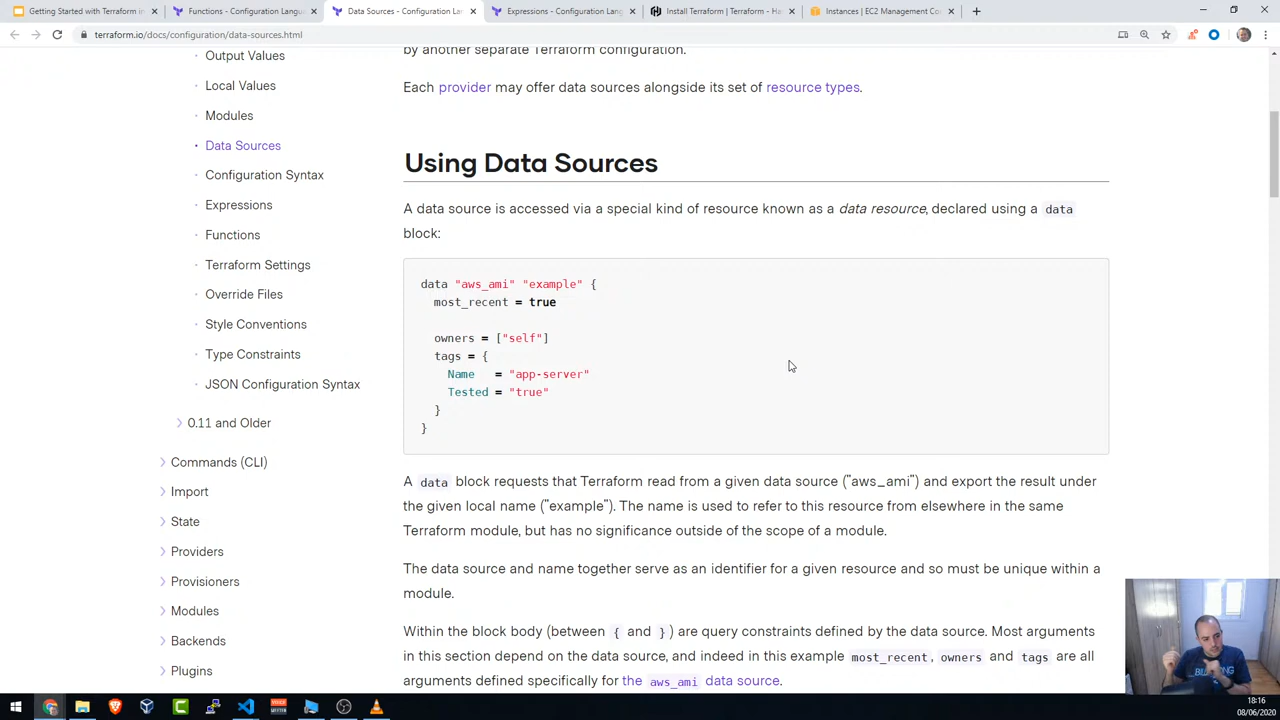 Getting Started with Terraform in
Functions - Configuration Langu
Data Sources - Configuration La
Expressions - Configuration Lang
Install Terraform | Terraform - Ha
Instances | EC2 Management Co
terraform.io/docs/configuration/data-sources.html
Output Values
Local Values
Modules
Data Sources
Configuration Syntax
Expressions
Functions
Terraform Settings
Override Files
Style Conventions
Type Constraints
JSON Configuration Syntax
0.11 and Older
Commands (CLI)
Import
State
Providers
Provisioners
Modules
Backends
Plugins
by another separate Terraform configuration.
Each provider may offer data sources alongside its set of resource types.
Using Data Sources
A data source is accessed via a special kind of resource known as a data resource, declared using a data
block:
data "aws_ami" "example" {
most_recent = true
owners = ["self"]
tags = {
Name = "app-server"
Tested = "true"
}
}
A data block requests that Terraform read from a given data source ("aws_ami") and export the result under
the given local name ("example"). The name is used to refer to this resource from elsewhere in the same
Terraform module, but has no significance outside of the scope of a module.
The data source and name together serve as an identifier for a given resource and so must be unique within a
module.
Within the block body (between { and }) are query constraints defined by the data source. Most arguments
in this section depend on the data source, and indeed in this example most_recent, owners and tags are all
arguments defined specifically for the aws_ami data source.
18:16
08/06/2020